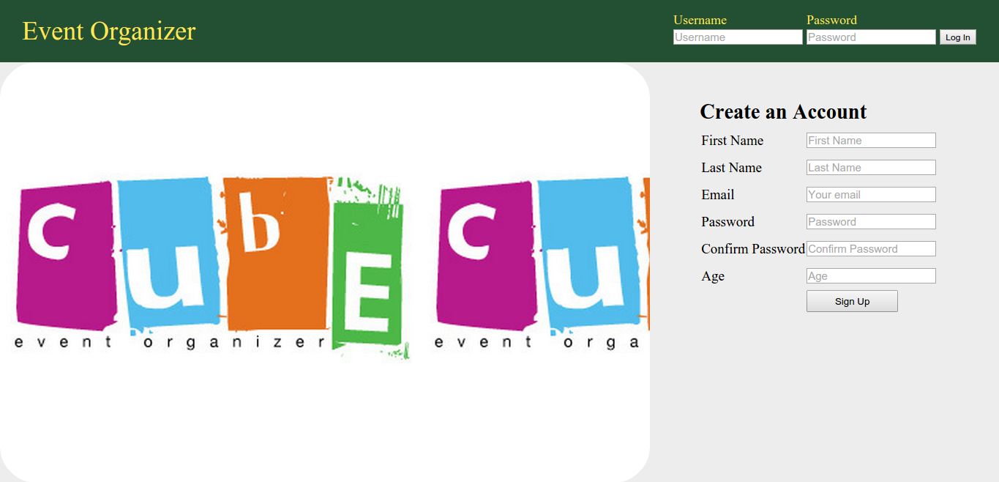 Event Organizer
Username Password
Username Password Log In
cubE cu
event organizer event orga
Create an Account
First Name First Name
Last Name Last Name
Email Your email
Password Password
Confirm Password Confirm Password
Age Age
Sign Up